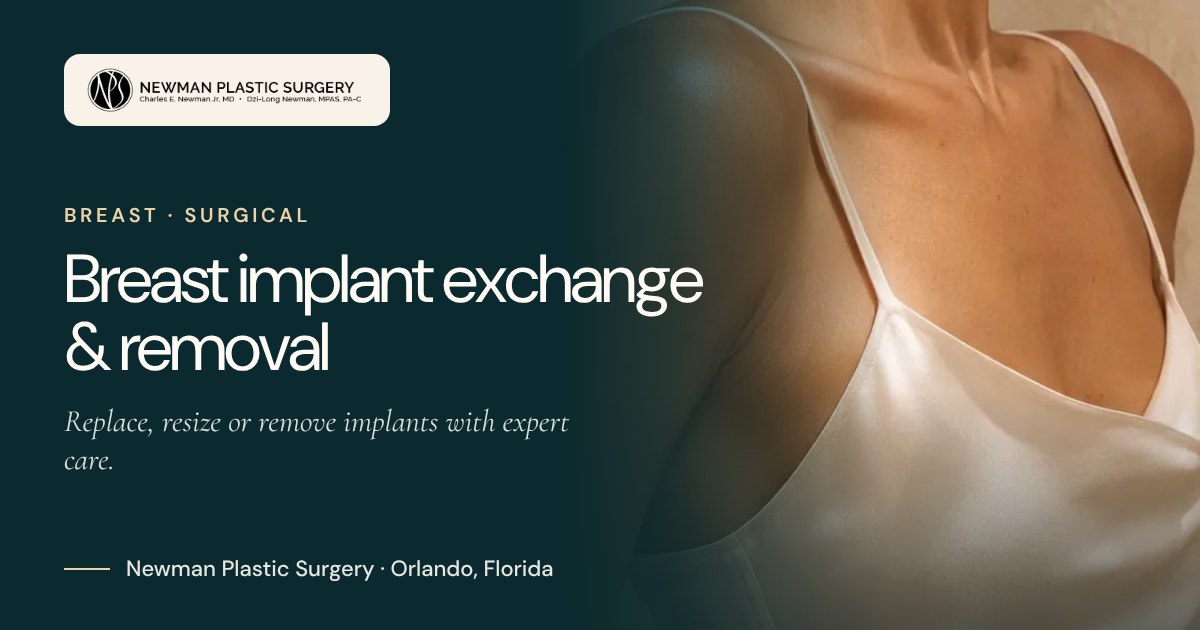 NPS
NEWMAN PLASTIC SURGERY
Charles E. Newman Jr, MD • Dzi-Long Newman, MPAS, PA-C
BREAST · SURGICAL
Breast implant exchange
& removal
Replace, resize or remove implants with expert
care.
Newman Plastic Surgery · Orlando, Florida